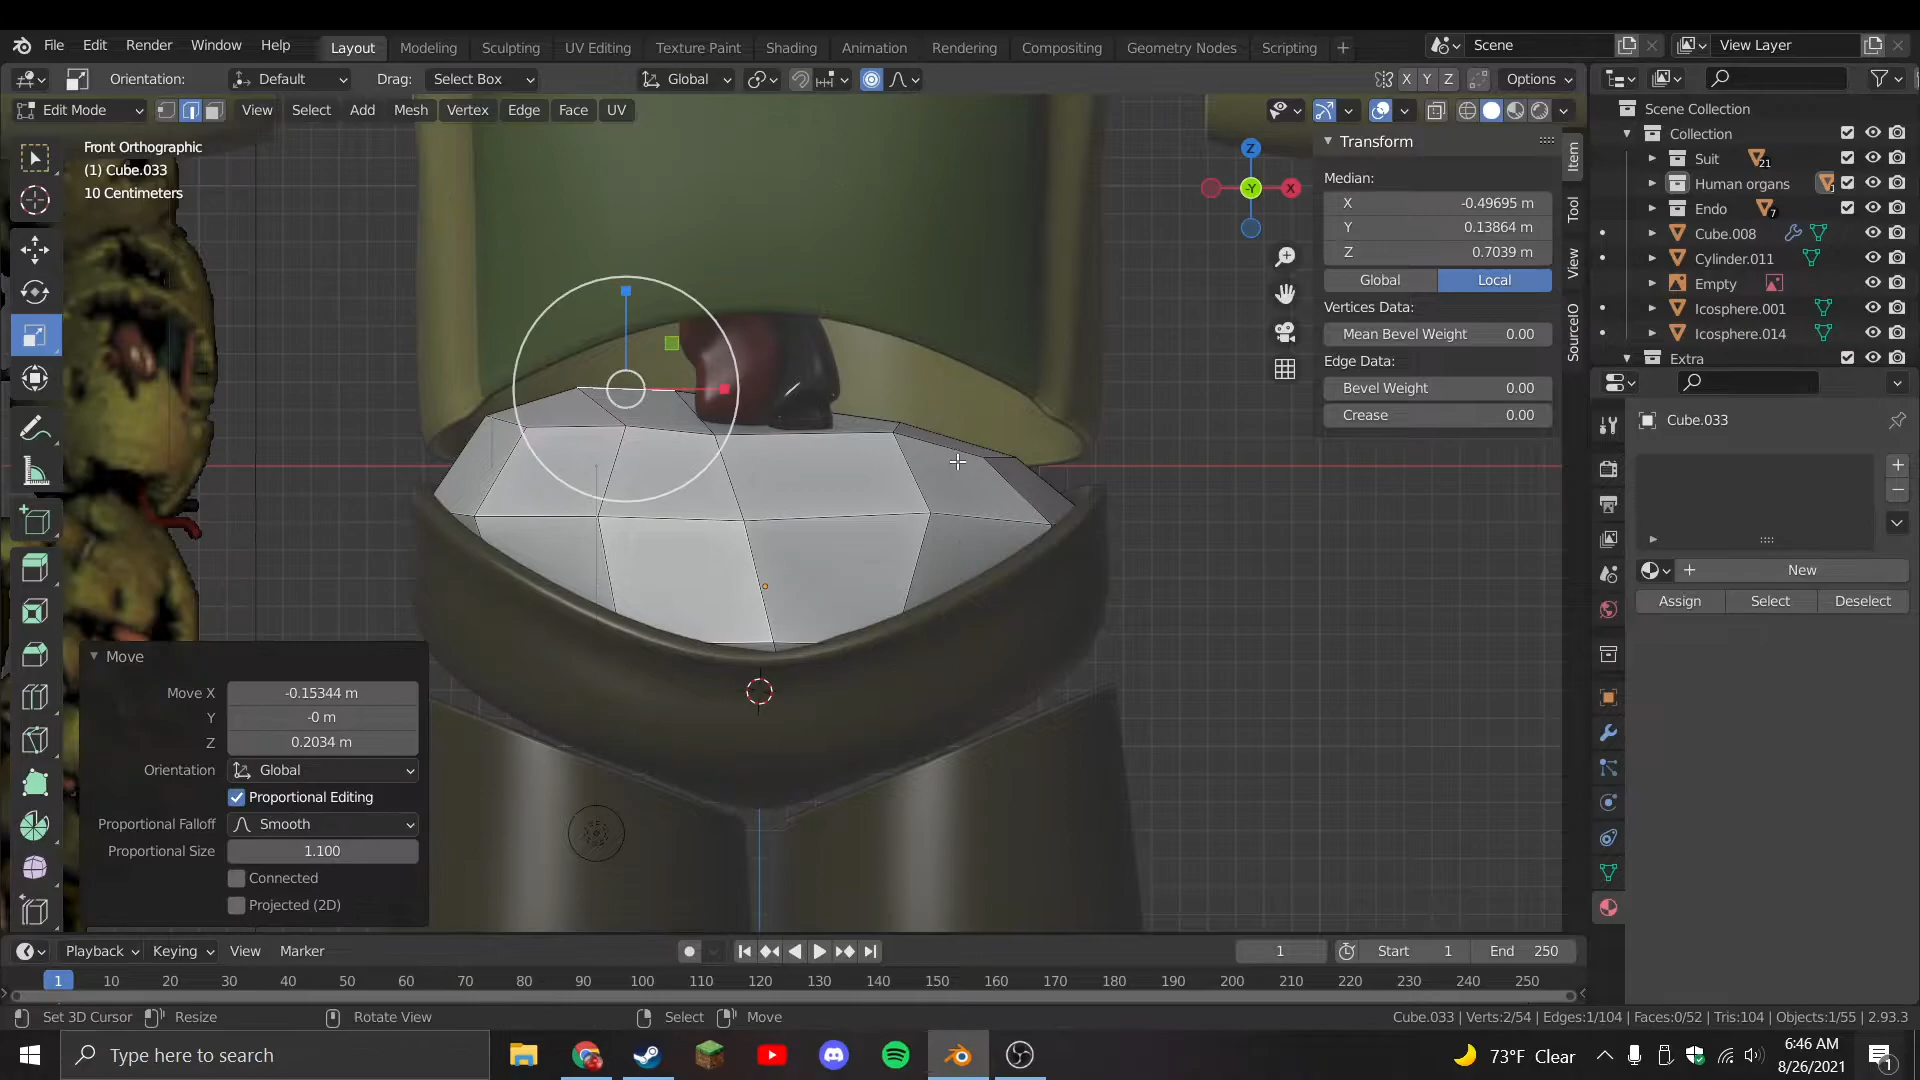 File Edit Render Window Help Layout Modeling Sculpting UV Editing Texture Paint Shading Animation Rendering Compositing Geometry Nodes Scripting + Scene View Layer
Orientation: Default Drag: Select Box Global X Y Z Options
Edit Mode View Select Add Mesh Vertex Edge Face UV
Front Orthographic
(1) Cube.033
10 Centimeters
Z
-Y
X
Transform
Median:
X -0.49695 m
Y 0.13864 m
Z 0.7039 m
Global Local
Vertices Data:
Mean Bevel Weight 0.00
Edge Data:
Bevel Weight 0.00
Crease 0.00
Item
Tool
View
SourceIO
Scene Collection
Collection
Suit 21
Human organs
Endo 7
Cube.008
Cylinder.011
Empty
Icosphere.001
Icosphere.014
Extra
Cube.033
New
Assign Select Deselect
Move
Move X -0.15344 m
Y -0 m
Z 0.2034 m
Orientation Global
Proportional Editing
Proportional Falloff Smooth
Proportional Size 1.100
Connected
Projected (2D)
Playback Keying View Marker 1 Start 1 End 250
1 10 20 30 40 50 60 70 80 90 100 110 120 130 140 150 160 170 180 190 200 210 220 230 240 250
Set 3D Cursor Resize Rotate View Select Move Cube.033 | Verts:2/54 | Edges:1/104 | Faces:0/52 | Tris:104 | Objects:1/55 | 2.93.3
Type here to search 73°F Clear 6:46 AM
8/26/2021 1